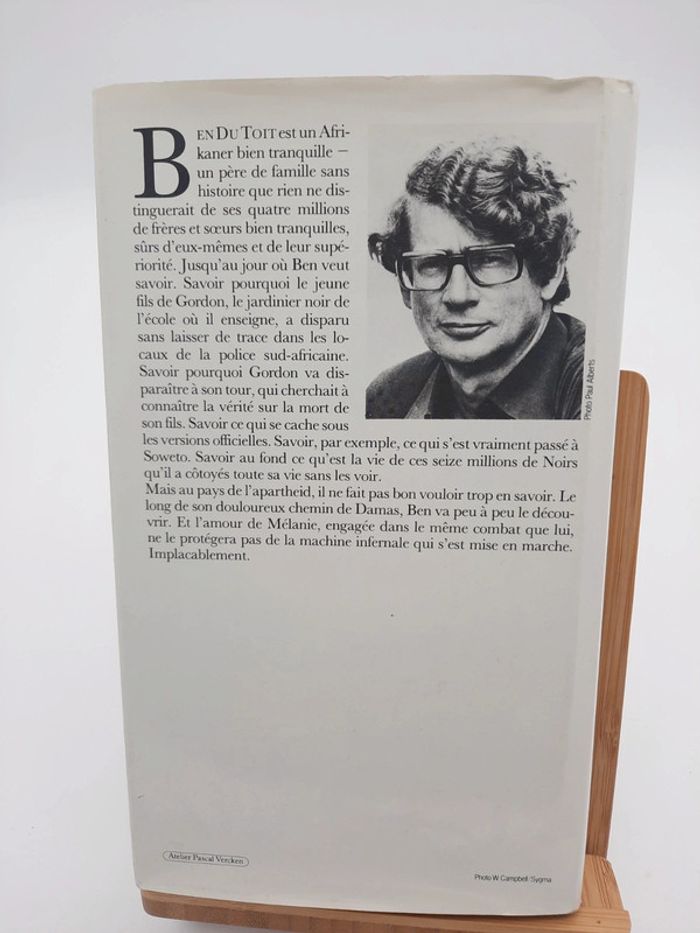 BEN DU TOIT est un Afri-
kaner bien tranquille —
un père de famille sans
histoire que rien ne dis-
tinguerait de ses quatre millions
de frères et sœurs bien tranquilles,
sûrs d'eux-mêmes et de leur supé-
riorité. Jusqu'au jour où Ben veut
savoir. Savoir pourquoi le jeune
fils de Gordon, le jardinier noir de
l'école où il enseigne, a disparu
sans laisser de trace dans les lo-
caux de la police sud-africaine.
Savoir pourquoi Gordon va dis-
paraître à son tour, qui cherchait à
connaître la vérité sur la mort de
son fils. Savoir ce qui se cache sous
les versions officielles. Savoir, par exemple, ce qui s'est vraiment passé à
Soweto. Savoir au fond ce qu'est la vie de ces seize millions de Noirs
qu'il a côtoyés toute sa vie sans les voir.
Mais au pays de l'apartheid, il ne fait pas bon vouloir trop en savoir. Le
long de son douloureux chemin de Damas, Ben va peu à peu le décou-
vrir. Et l'amour de Mélanie, engagée dans le même combat que lui,
ne le protégera pas de la machine infernale qui s'est mise en marche.
Implacablement.
Photo Paul Alberts
Atelier Pascal Vercken
Photo W Campbell/Sygma